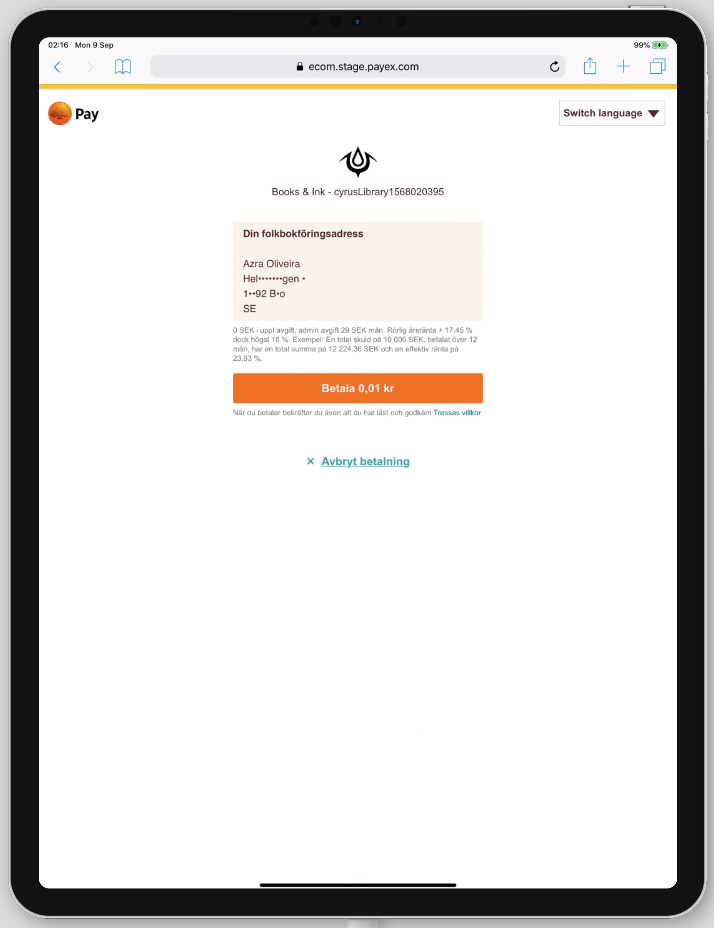 02:16 Mon 9 Sep 99%
ecom.stage.payex.com
Pay
Switch language
Books & Ink - cyrusLibrary1568020395
Din folkbokföringsadress
Azra Oliveira
Hel•••••••gen •
1••92 B•o
SE
0 SEK i uppl.avgift, admin avgift 29 SEK mån. Rörlig årsränta + 17,45 %
dock högst 18 %. Exempel: En total skuld på 10 000 SEK, betalat över 12
mån, har en total summa på 12 224,36 SEK och en effektiv ränta på
23,93 %.
Betala 0,01 kr
När du betalar bekräftar du även att du har läst och godkänt Tressas villkor
× Avbryt betalning